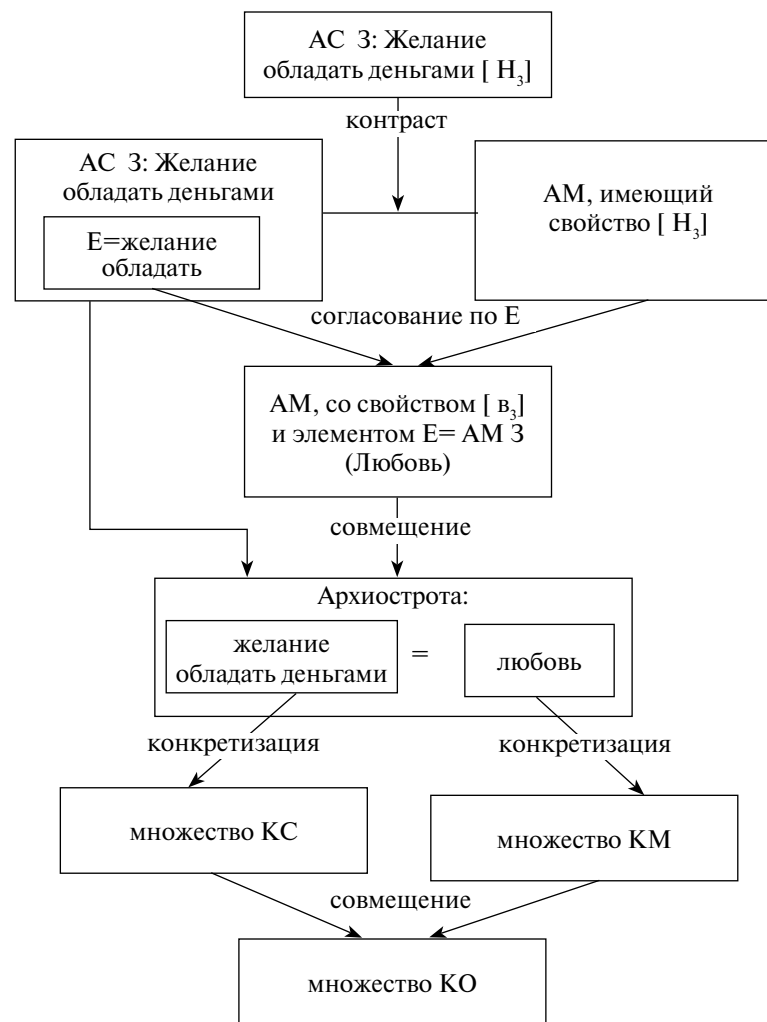 АС З: Желание
обладать деньгами [ Н₃]
контраст
АС З: Желание
обладать деньгами
Е=желание
обладать
АМ, имеющий
свойство [ Н₃]
согласование по Е
АМ, со свойством [ в₃]
и элементом Е= АМ З
(Любовь)
совмещение
Архиострота:
желание
обладать деньгами
=
любовь
конкретизация
конкретизация
множество КС
множество КМ
совмещение
множество КО